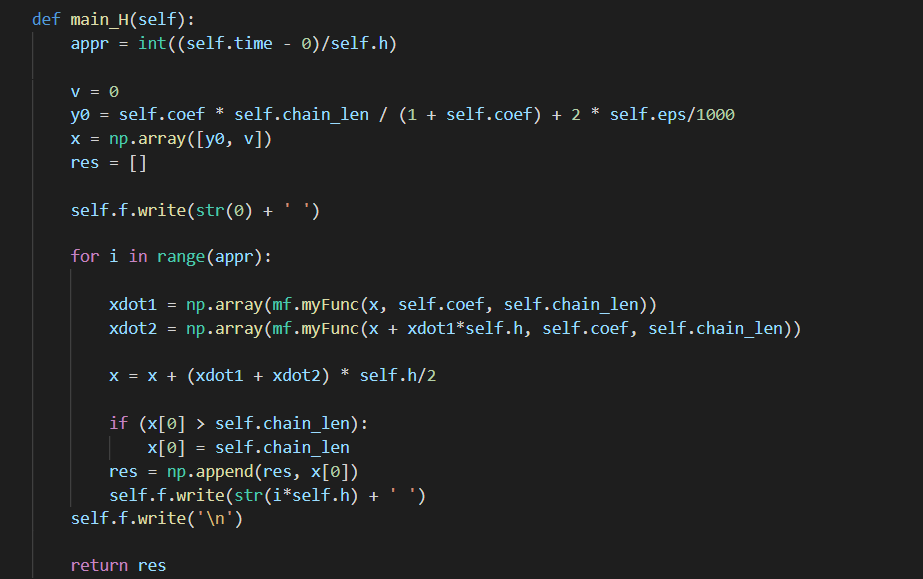 def main_H(self):
    appr = int((self.time - 0)/self.h)
    v = 0
    y0 = self.coef * self.chain_len / (1 + self.coef) + 2 * self.eps/1000
    x = np.array([y0, v])
    res = []
    self.f.write(str(0) + ' ')
    for i in range(appr):
        xdot1 = np.array(mf.myFunc(x, self.coef, self.chain_len))
        xdot2 = np.array(mf.myFunc(x + xdot1*self.h, self.coef, self.chain_len))
        x = x + (xdot1 + xdot2) * self.h/2
        if (x[0] > self.chain_len):
            x[0] = self.chain_len
        res = np.append(res, x[0])
        self.f.write(str(i*self.h) + ' ')
    self.f.write('\n')
    return res